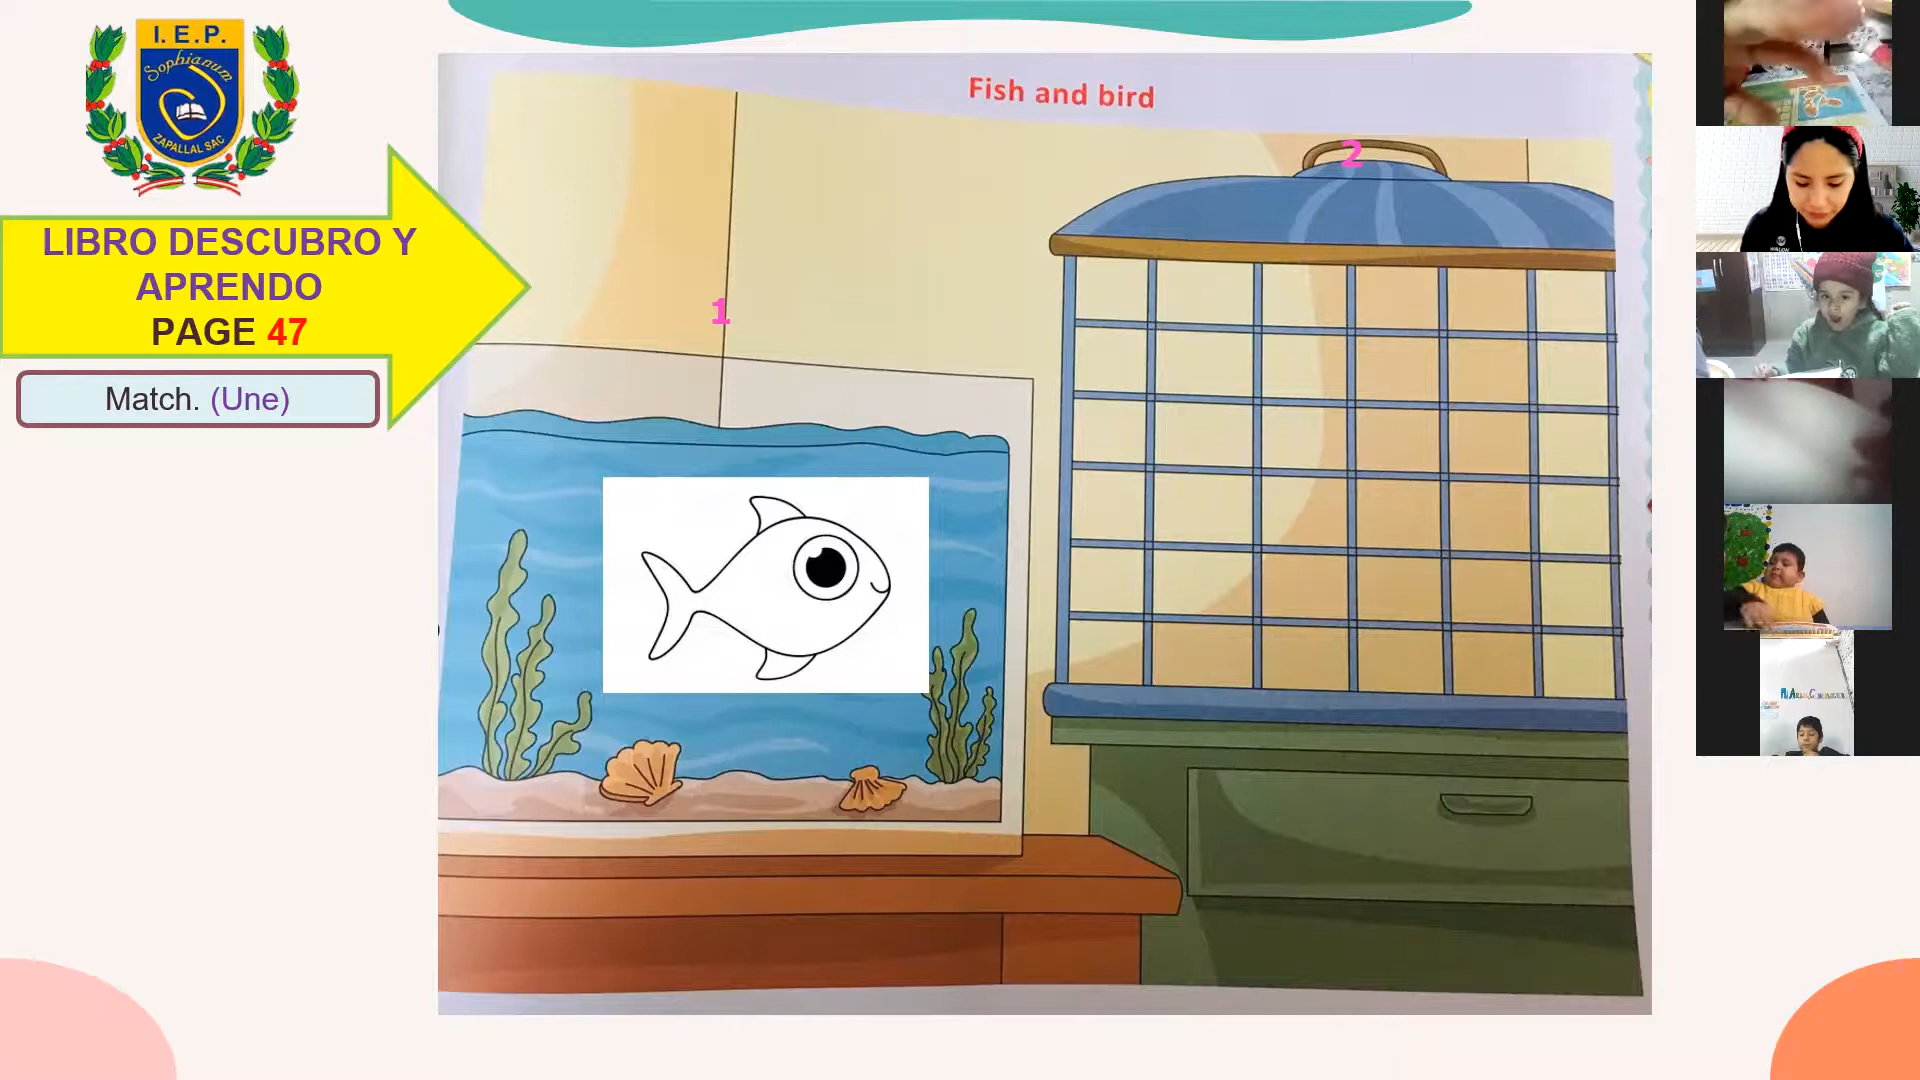 I.E.P.
Sophianum
ZAPALLAL SAC
LIBRO DESCUBRO Y
APRENDO
PAGE 47
Match. (Une)
Fish and bird
1
2